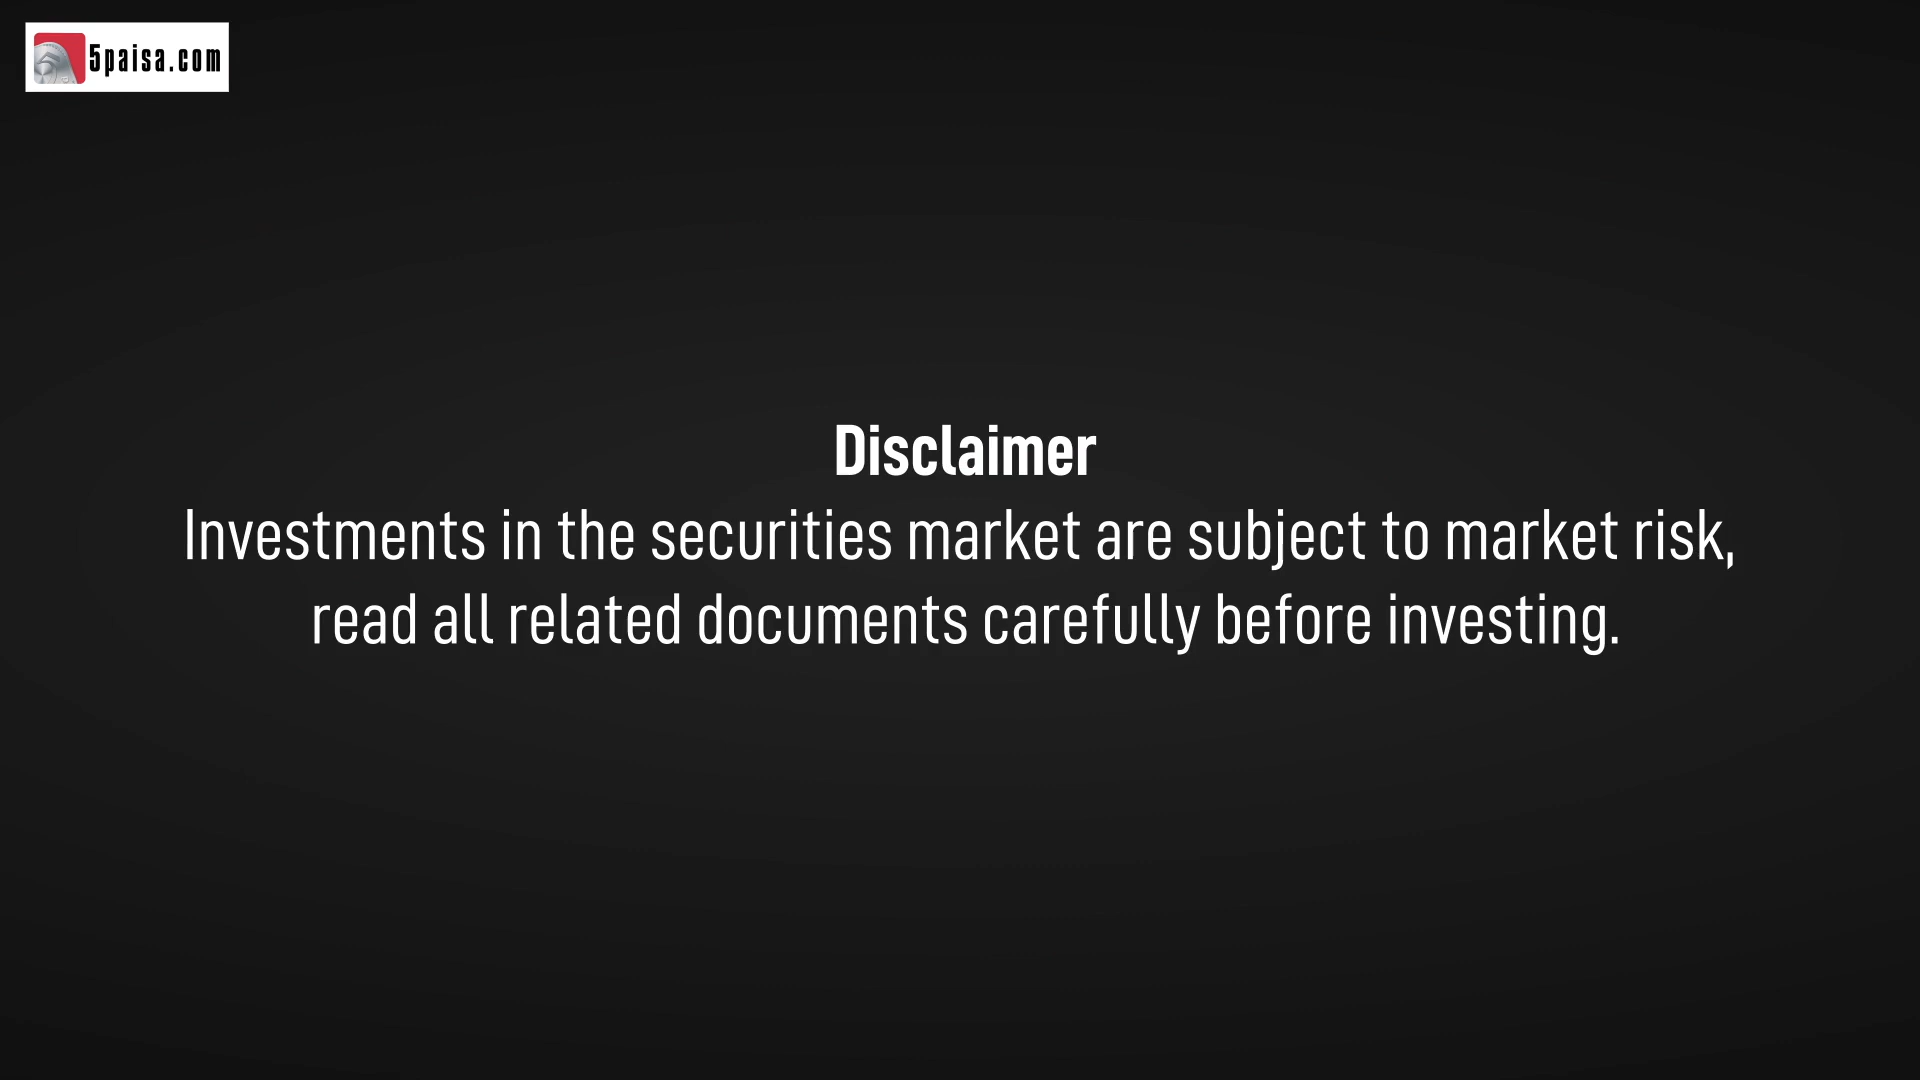 5paisa.com
Disclaimer
Investments in the securities market are subject to market risk,
read all related documents carefully before investing.